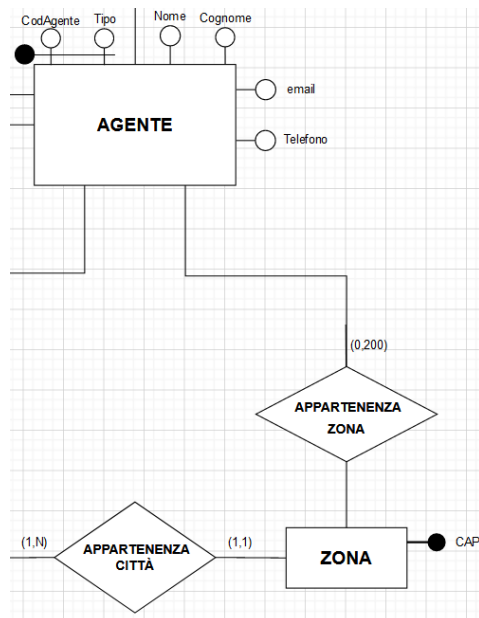 CodAgente Tipo Nome Cognome
AGENTE
email
Telefono
(0,200)
APPARTENENZA
ZONA
(1,N)
APPARTENENZA
CITTÀ
(1,1)
ZONA
CAP